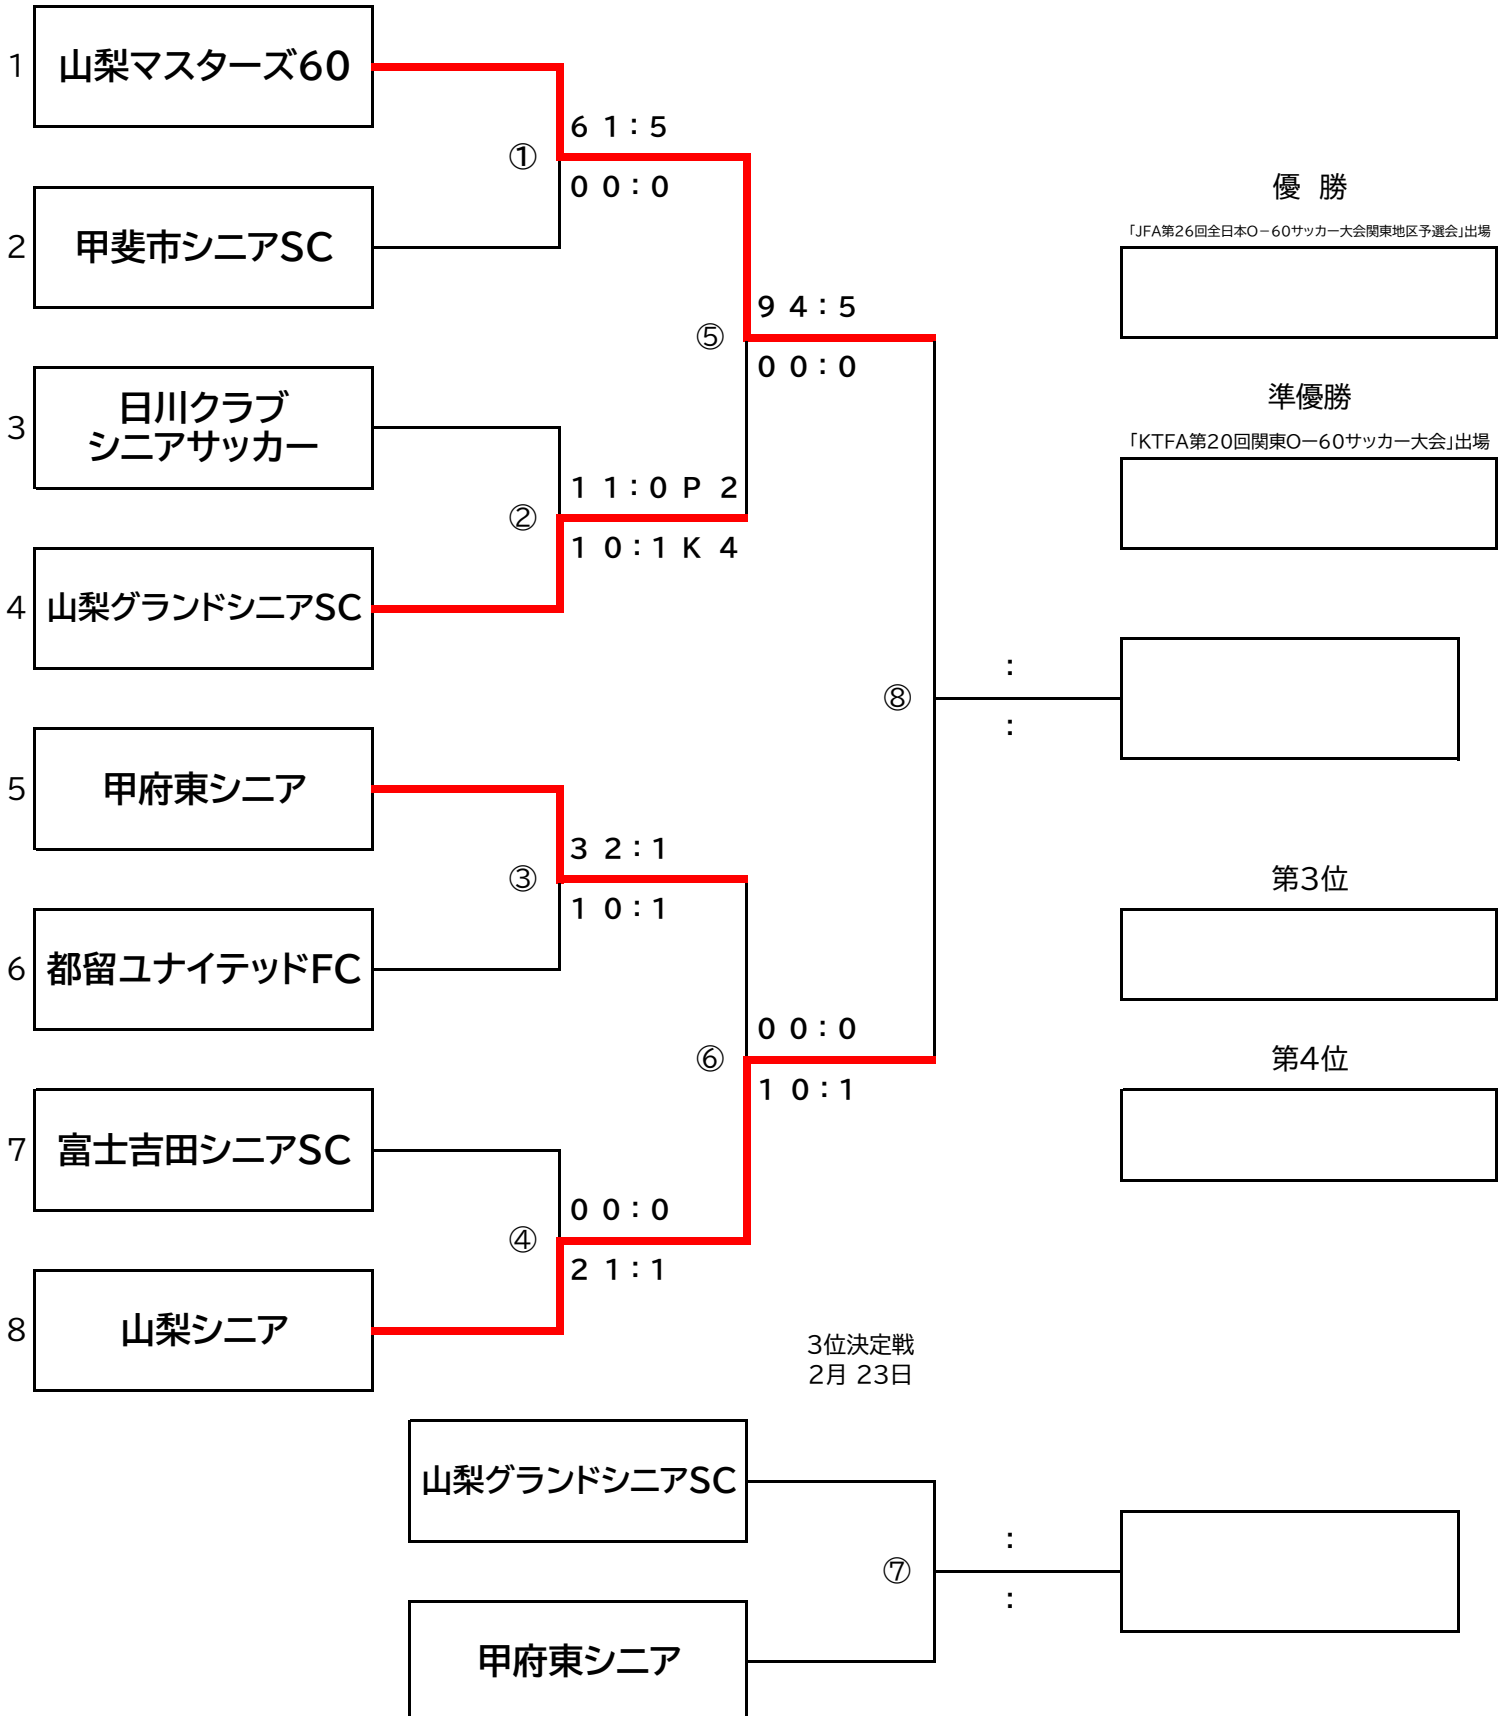 1 山梨マスターズ60
6 1:5
①
0 0:0
2 甲斐市シニアSC
優 勝
「JFA第26回全日本O-60サッカー大会関東地区予選会」出場
9 4:5
⑤
0 0:0
3 日川クラブ
シニアサッカー
準優勝
「KTFA第20回関東O-60サッカー大会」出場
1 1:0 P 2
②
1 0:1 K 4
4 山梨グランドシニアSC
:
⑧
:
5 甲府東シニア
3 2:1
③
1 0:1
第3位
6 都留ユナイテッドFC
0 0:0
⑥
1 0:1
第4位
7 富士吉田シニアSC
0 0:0
④
2 1:1
8 山梨シニア
3位決定戦
2月 23日
山梨グランドシニアSC
:
⑦
:
甲府東シニア